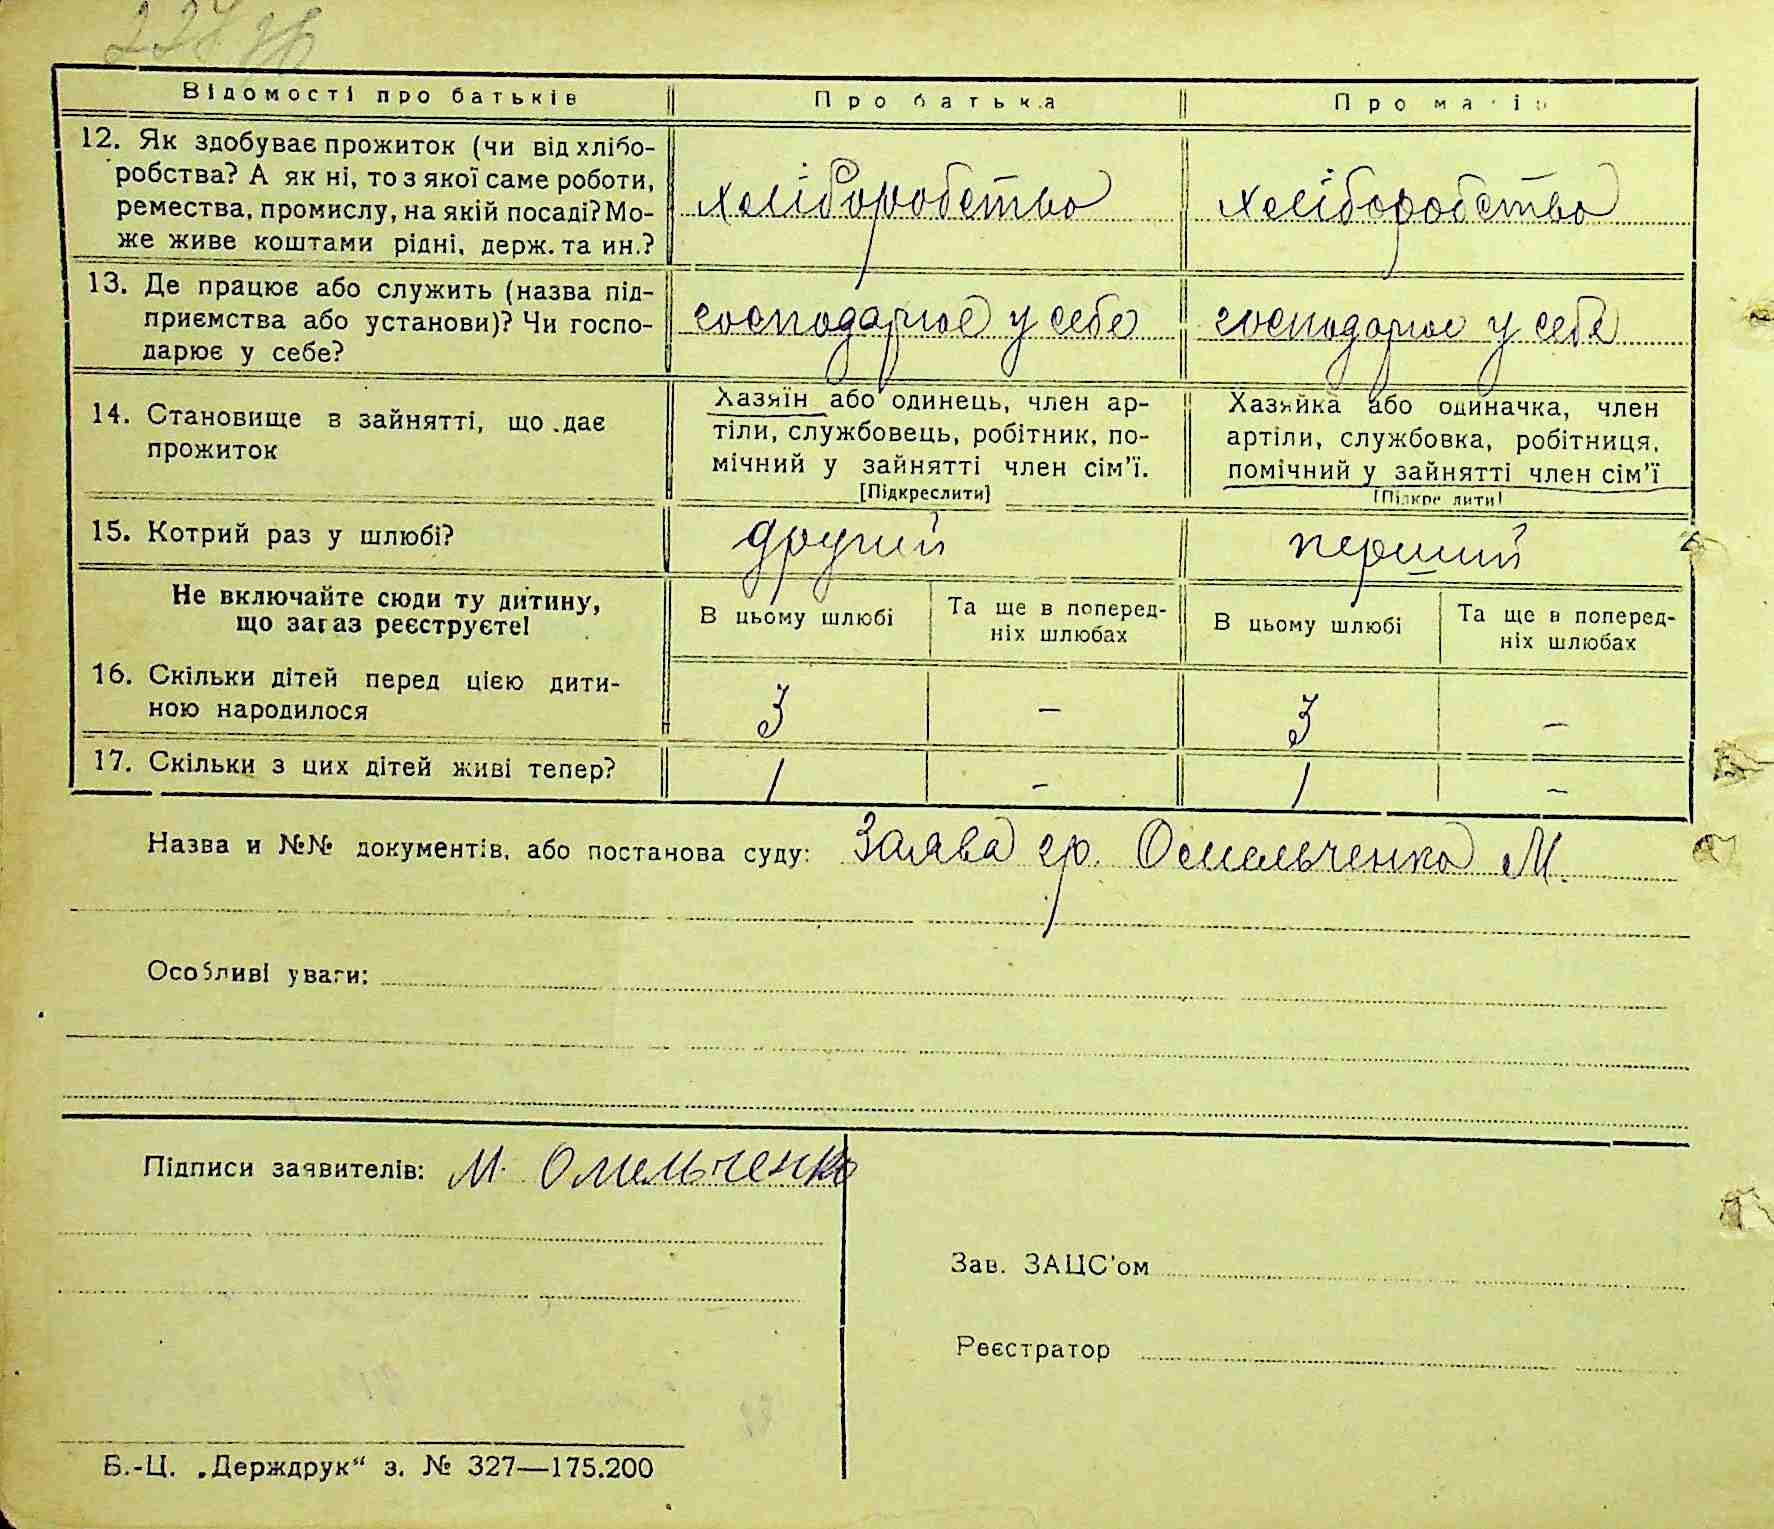 Відомості про батьків Про батька Про матір
12. Як здобуває прожиток (чи від хлібо-
робства? А як ні, то з якої саме роботи,
ремества, промислу, на якій посаді? Мо-
же живе коштами рідні, держ. та ин.?
хліборобство хліборобство
13. Де працює або служить (назва під-
приємства або установи)? Чи госпо-
дарює у себе?
господарює у себе господарює у себе
14. Становище в зайнятті, що дає
прожиток
Хазяїн або одинець, член ар-
тіли, службовець, робітник, по-
мічний у зайнятті член сім'ї.
[Підкреслити]
Хазяйка або одиначка, член
артіли, службовка, робітниця,
помічний у зайнятті член сім'ї
[Підкреслити]
15. Котрий раз у шлюбі? другий перший
Не включайте сюди ту дитину,
що зараз реєструєте!
В цьому шлюбі
Та ще в поперед-
ніх шлюбах
В цьому шлюбі
Та ще в поперед-
ніх шлюбах
16. Скільки дітей перед цією дити-
ною народилося
3 - 3 -
17. Скільки з цих дітей живі тепер? 1 - 1 -
Назва и №№ документів, або постанова суду: Заява гр. Омельченко М.
Особливі уваги:
Підписи заявителів: М. Омельченко
Зав. ЗАЦС'ом
Реєстратор
Б.-Ц. „Держдрук“ з. № 327—175.200